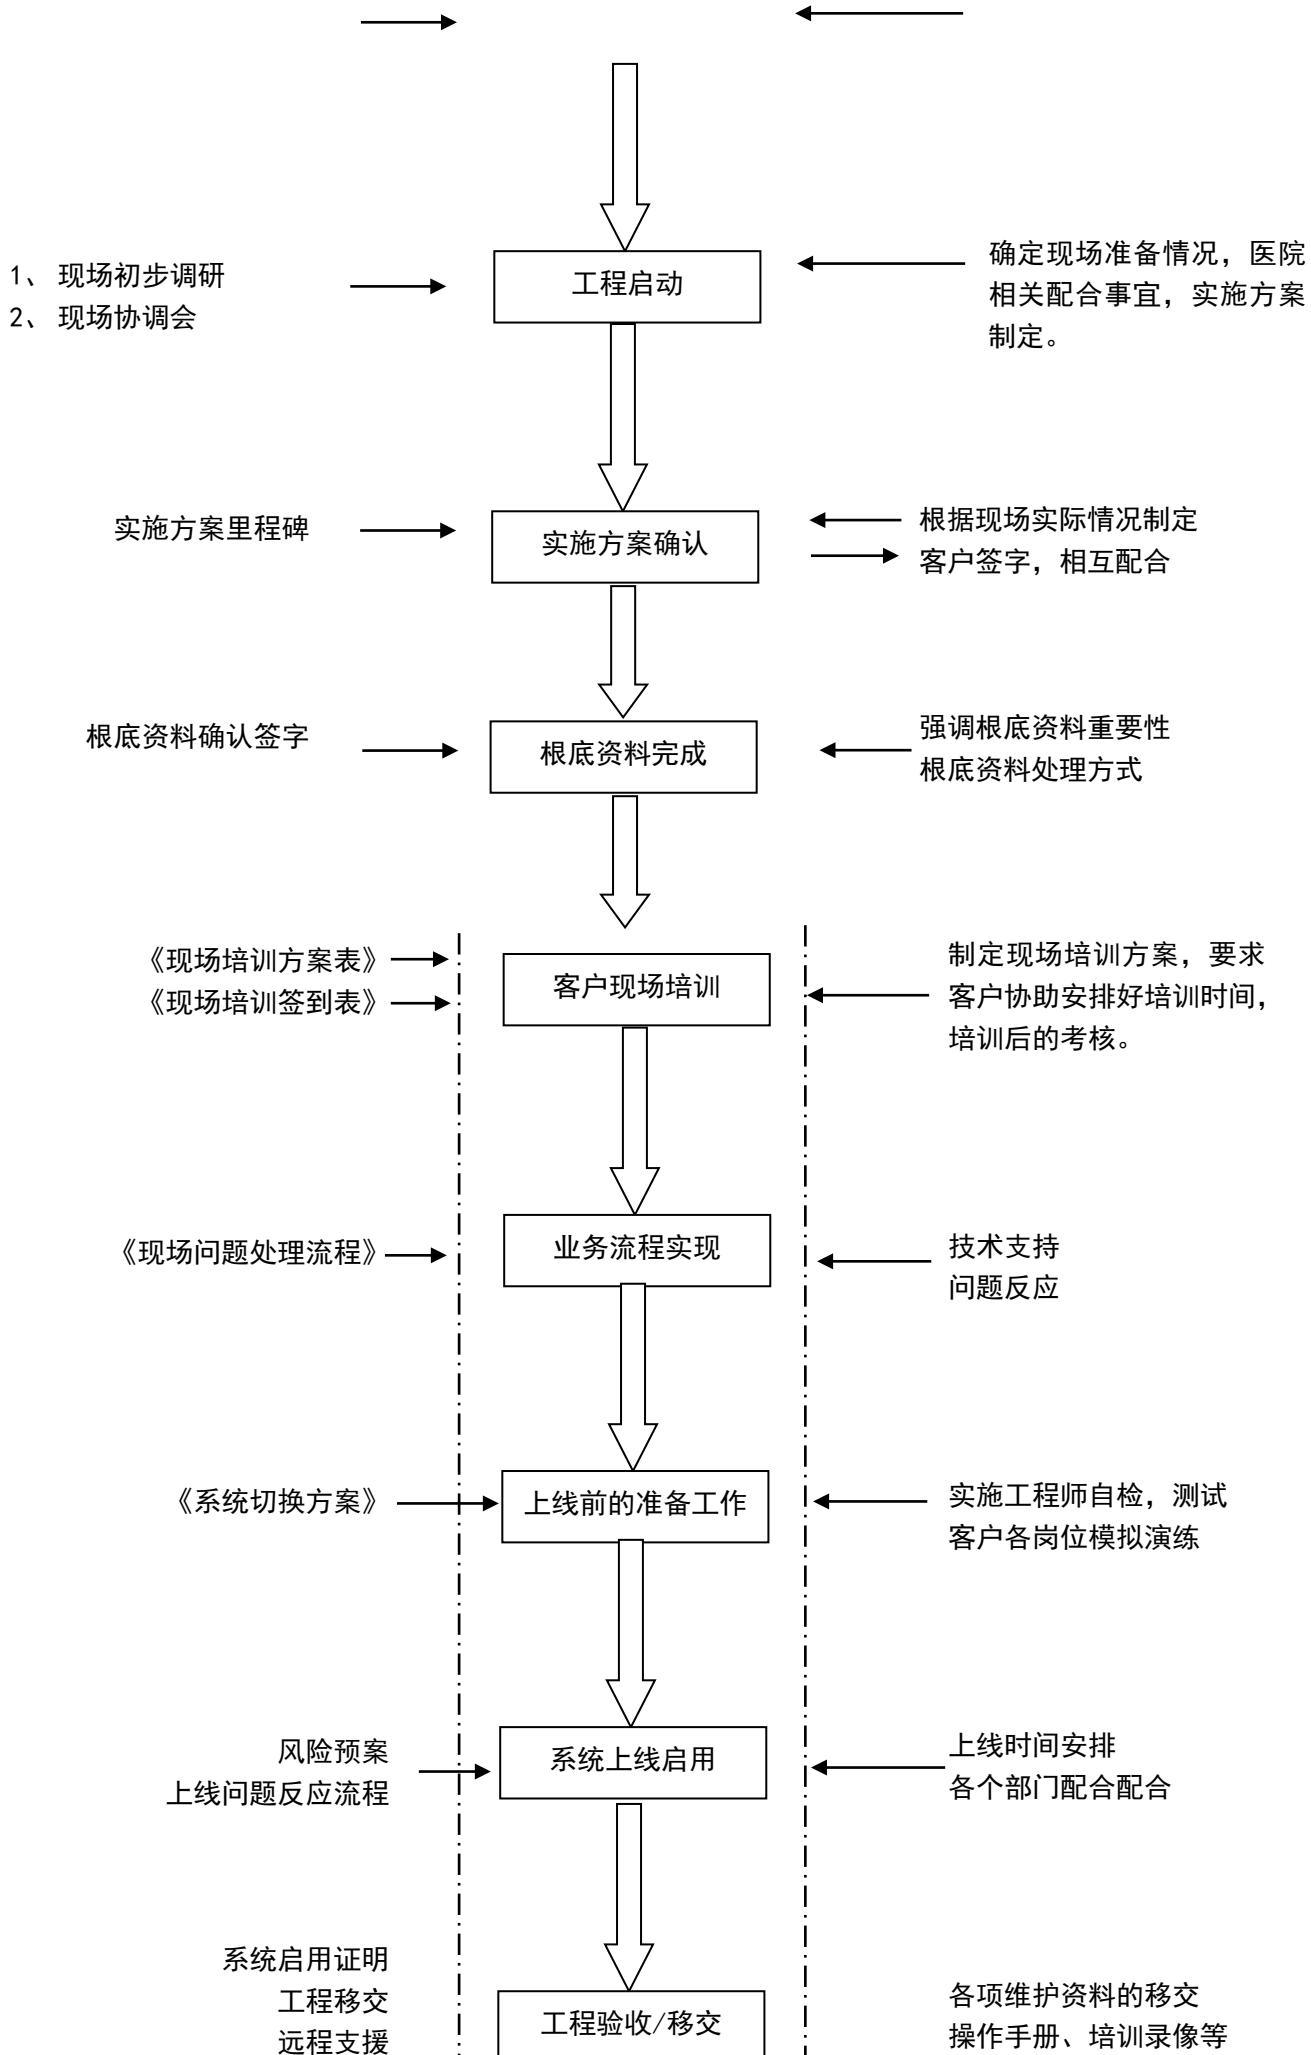 1、 现场初步调研
2、 现场协调会
工程启动
确定现场准备情况，医院
相关配合事宜，实施方案
制定。
实施方案里程碑
实施方案确认
根据现场实际情况制定
客户签字，相互配合
根底资料确认签字
根底资料完成
强调根底资料重要性
根底资料处理方式
《现场培训方案表》
《现场培训签到表》
客户现场培训
制定现场培训方案，要求
客户协助安排好培训时间，
培训后的考核。
《现场问题处理流程》
业务流程实现
技术支持
问题反应
《系统切换方案》
上线前的准备工作
实施工程师自检，测试
客户各岗位模拟演练
风险预案
上线问题反应流程
系统上线启用
上线时间安排
各个部门配合配合
系统启用证明
工程移交
远程支援
工程验收/移交
各项维护资料的移交
操作手册、培训录像等